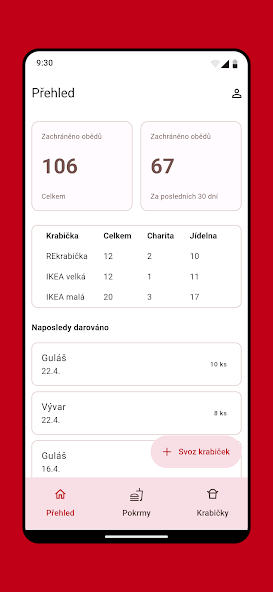 9:30
Přehled
Zachráněno obědů
106
Celkem
Zachráněno obědů
67
Za posledních 30 dní
Krabička Celkem Charita Jídelna
REkrabička 12 2 10
IKEA velká 12 1 11
IKEA malá 20 3 17
Naposledy darováno
Guláš
22.4.
10 ks
Vývar
22.4.
8 ks
Guláš
16.4.
Svoz krabiček
Přehled
Pokrmy
Krabičky